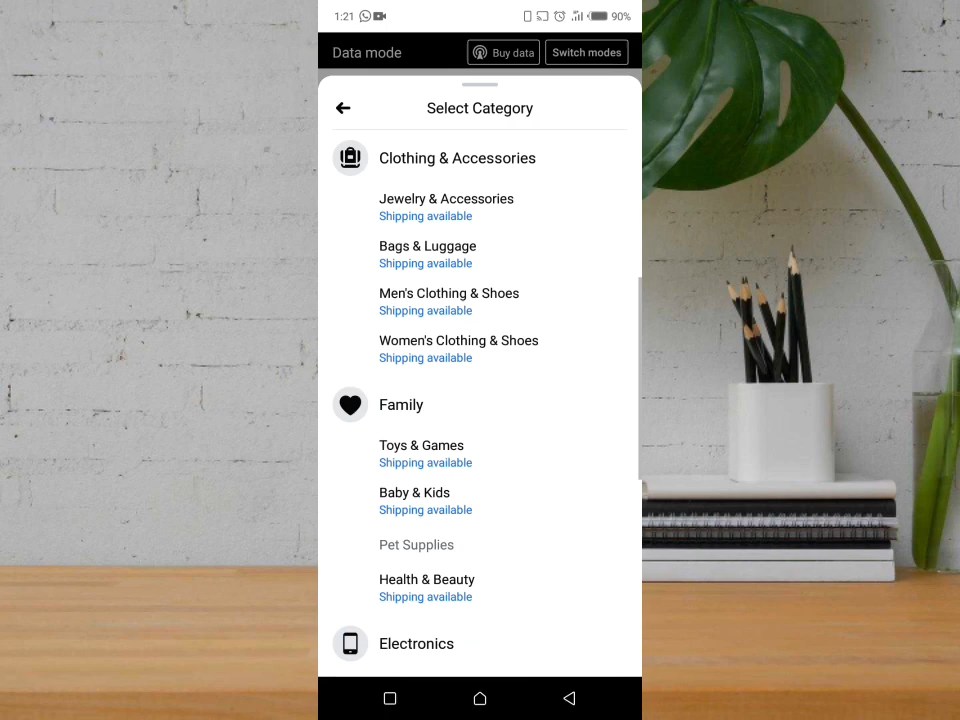 1:21
90%
Data mode
Buy data
Switch modes
Select Category
Clothing & Accessories
Jewelry & Accessories
Shipping available
Bags & Luggage
Shipping available
Men's Clothing & Shoes
Shipping available
Women's Clothing & Shoes
Shipping available
Family
Toys & Games
Shipping available
Baby & Kids
Shipping available
Pet Supplies
Health & Beauty
Shipping available
Electronics